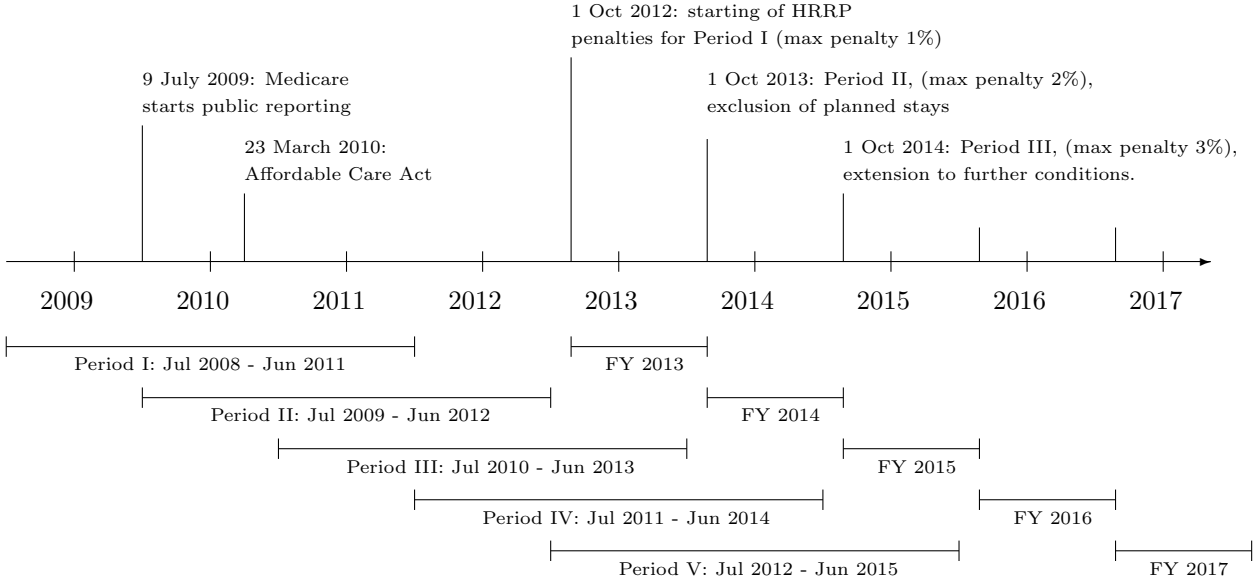 1 Oct 2012: starting of HRRP
penalties for Period I (max penalty 1%)
9 July 2009: Medicare
starts public reporting
1 Oct 2013: Period II, (max penalty 2%),
exclusion of planned stays
23 March 2010:
Affordable Care Act
1 Oct 2014: Period III, (max penalty 3%),
extension to further conditions.
2009 2010 2011 2012 2013 2014 2015 2016 2017
Period I: Jul 2008 - Jun 2011
FY 2013
Period II: Jul 2009 - Jun 2012
FY 2014
Period III: Jul 2010 - Jun 2013
FY 2015
Period IV: Jul 2011 - Jun 2014
FY 2016
Period V: Jul 2012 - Jun 2015
FY 2017